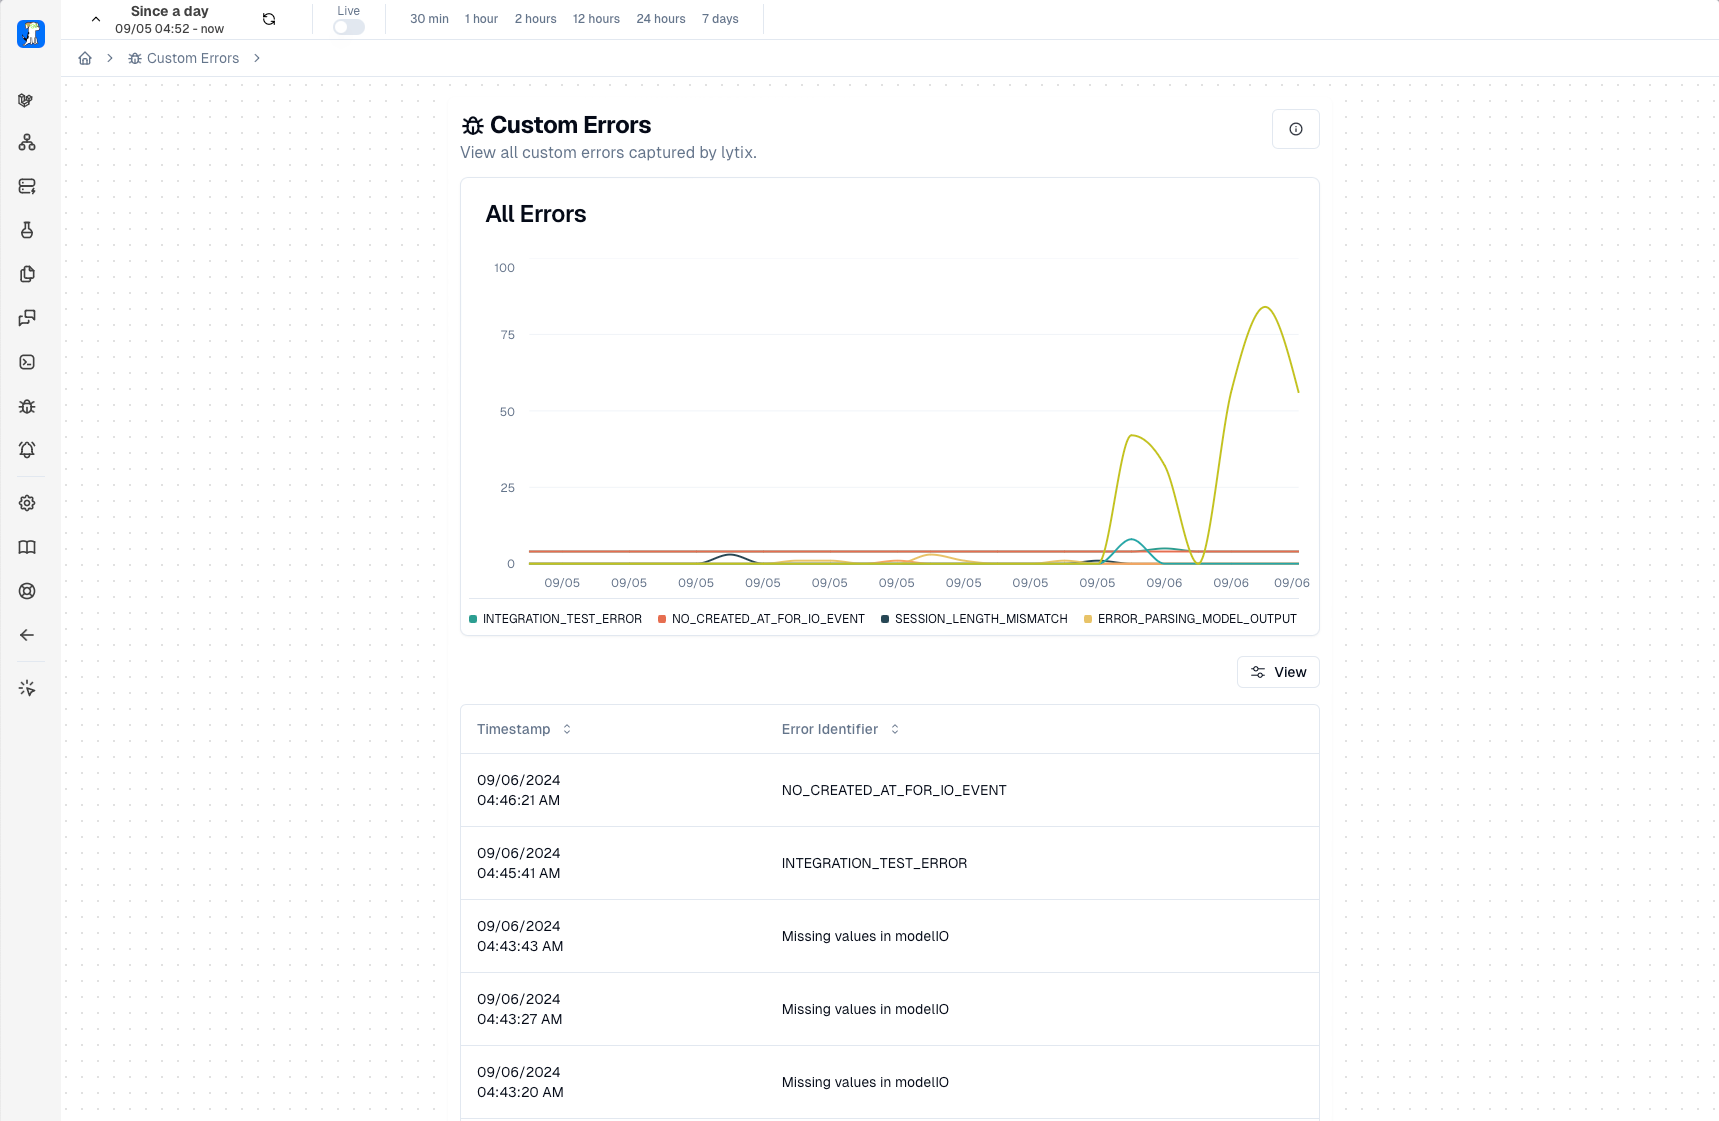 Since a day
09/05 04:52 - now
Live
30 min 1 hour 2 hours 12 hours 24 hours 7 days
Custom Errors
Custom Errors
View all custom errors captured by lytix.
All Errors
100
75
50
25
0
09/05 09/05 09/05 09/05 09/05 09/05 09/05 09/05 09/05 09/06 09/06 09/06
INTEGRATION_TEST_ERROR NO_CREATED_AT_FOR_IO_EVENT SESSION_LENGTH_MISMATCH ERROR_PARSING_MODEL_OUTPUT
View
Timestamp Error Identifier
09/06/2024
04:46:21 AM
NO_CREATED_AT_FOR_IO_EVENT
09/06/2024
04:45:41 AM
INTEGRATION_TEST_ERROR
09/06/2024
04:43:43 AM
Missing values in modelIO
09/06/2024
04:43:27 AM
Missing values in modelIO
09/06/2024
04:43:20 AM
Missing values in modelIO